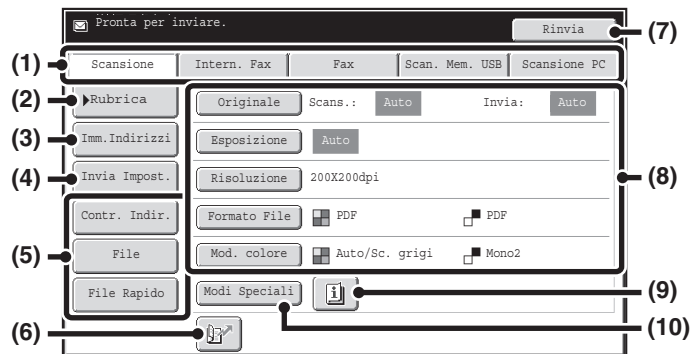 Pronta per inviare.
Rinvia
(7)
(1)
Scansione
Intern. Fax
Fax
Scan. Mem. USB
Scansione PC
(2)
Rubrica
Originale
Scans.:
Auto
Invia:
Auto
(3)
Imm.Indirizzi
Esposizione
Auto
(4)
Invia Impost.
Risoluzione
200X200dpi
(8)
Contr. Indir.
Formato File
PDF
PDF
(5)
File
Mod. colore
Auto/Sc. grigi
Mono2
File Rapido
Modi Speciali
(9)
(6)
(10)